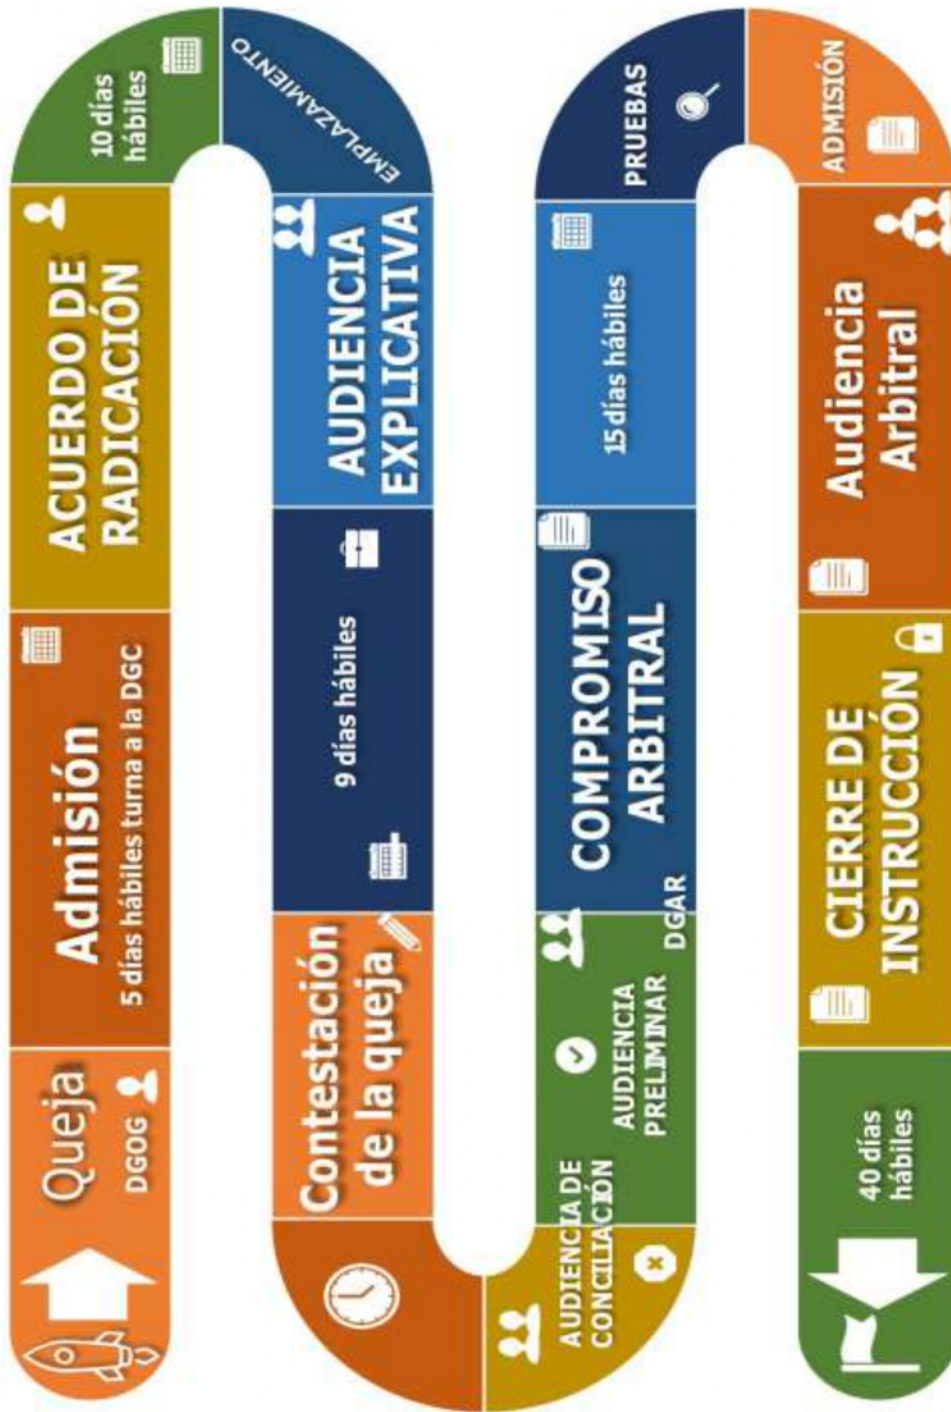 Queja
DGOG
Admisión
5 días hábiles turna a la DGC
ACUERDO DE
RADICACIÓN
10 días
hábiles
EMPLAZAMIENTO
AUDIENCIA
EXPLICATIVA
9 días hábiles
Contestación
de la queja
AUDIENCIA DE
CONCILIACIÓN
AUDIENCIA
PRELIMINAR
DGAR
COMPROMISO
ARBITRAL
15 días hábiles
PRUEBAS
ADMISIÓN
Audiencia
Arbitral
CIERRE DE
INSTRUCCIÓN
40 días
hábiles